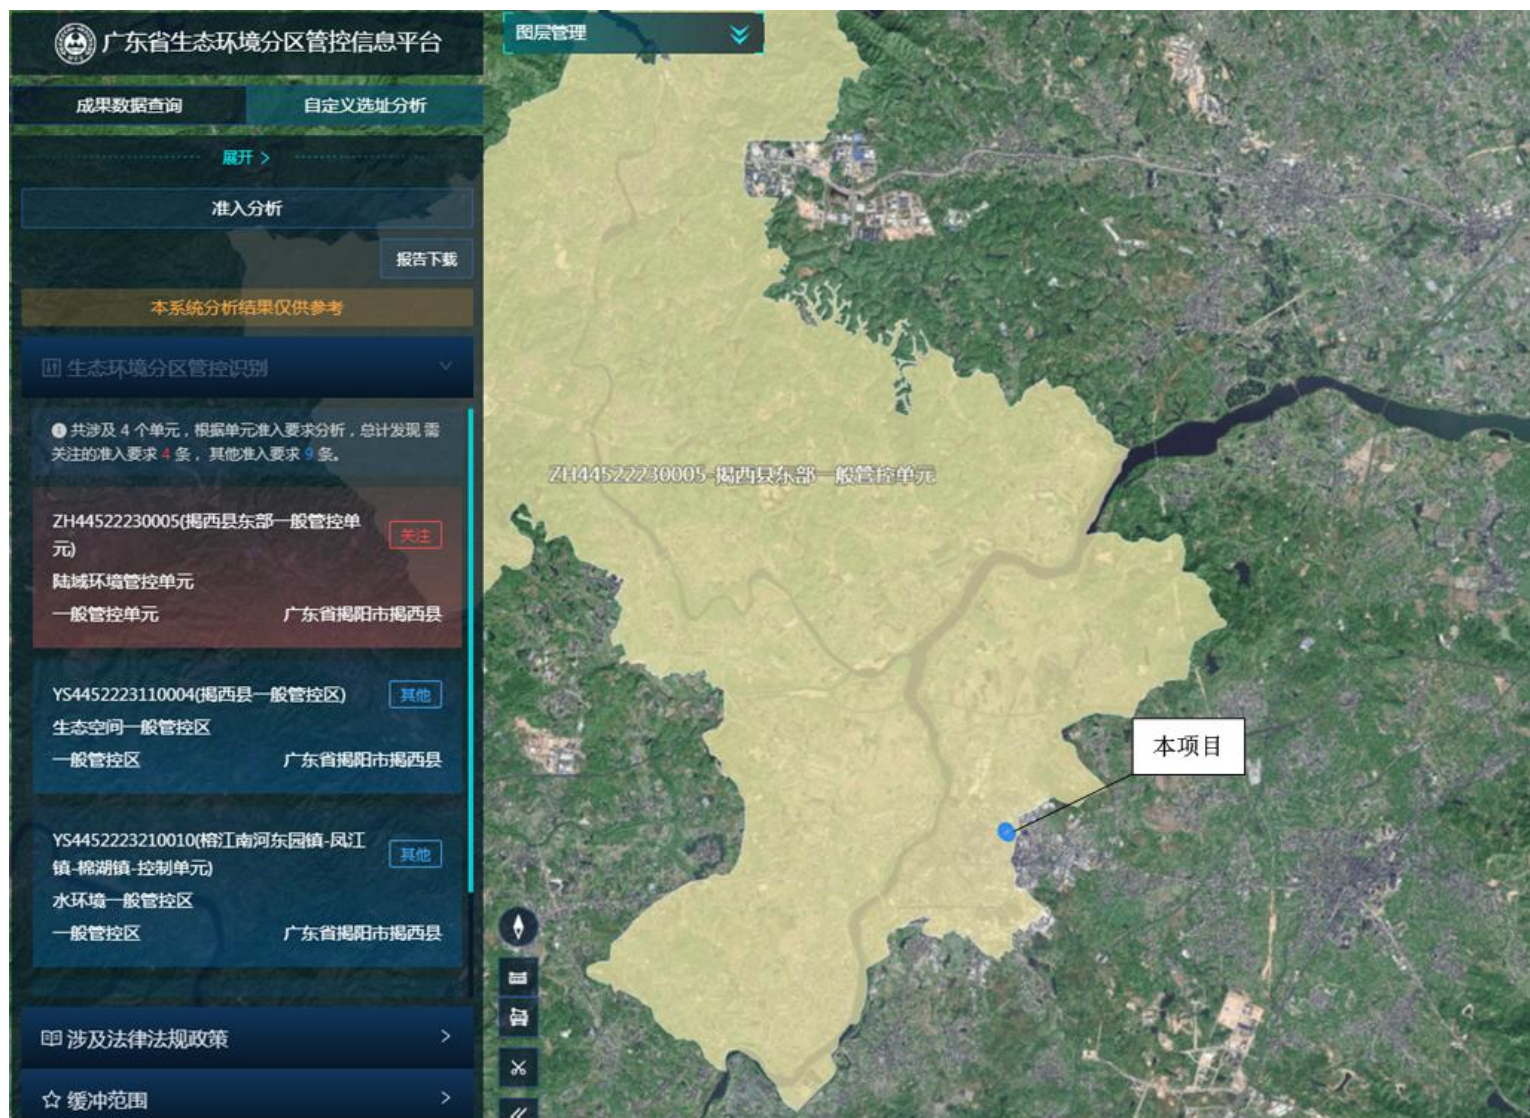 广东省生态环境分区管控信息平台
成果数据查询
自定义选址分析
展开 >
准入分析
报告下载
本系统分析结果仅供参考
生态环境分区管控识别
共涉及 4 个单元，根据单元准入要求分析，总计发现 需
关注的准入要求 4 条， 其他准入要求 9 条。
ZH44522230005(揭西县东部一般管控单
元)
关注
陆域环境管控单元
一般管控单元
广东省揭阳市揭西县
YS4452223110004(揭西县一般管控区)
其他
生态空间一般管控区
一般管控区
广东省揭阳市揭西县
YS4452223210010(榕江南河东园镇-凤江
镇-棉湖镇-控制单元)
其他
水环境一般管控区
一般管控区
广东省揭阳市揭西县
涉及法律法规政策
缓冲范围
图层管理
ZH44522230005-揭西县东部一般管控单元
本项目